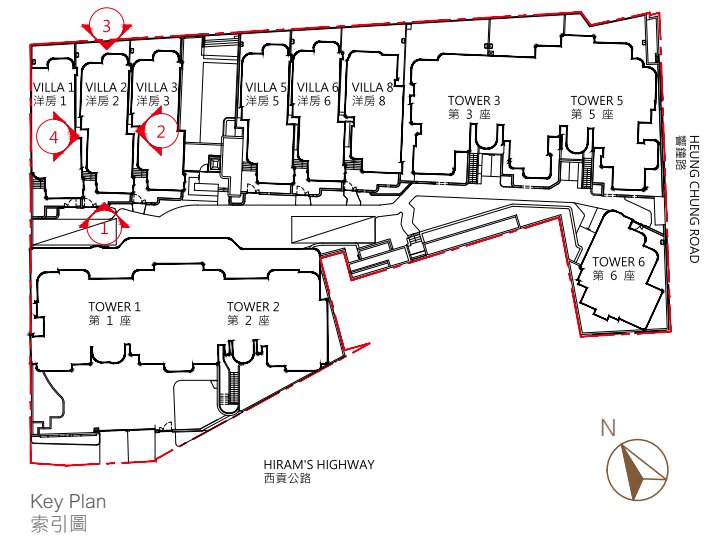 3
VILLA 1
洋房 1
VILLA 2
洋房 2
VILLA 3
洋房 3
VILLA 5
洋房 5
VILLA 6
洋房 6
VILLA 8
洋房 8
TOWER 3
第 3 座
TOWER 5
第 5 座
4
2
HEUNG CHUNG ROAD
響鐘路
1
TOWER 6
第 6 座
TOWER 1
第 1 座
TOWER 2
第 2 座
N
HIRAM'S HIGHWAY
西貢公路
Key Plan
索引圖